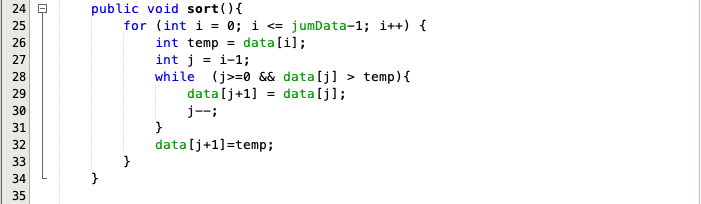 24 public void sort(){
25 for (int i = 0; i <= jumData-1; i++) {
26 int temp = data[i];
27 int j = i-1;
28 while  (j>=0 && data[j] > temp){
29 data[j+1] = data[j];
30 j--;
31 }
32 data[j+1]=temp;
33 }
34 }
35